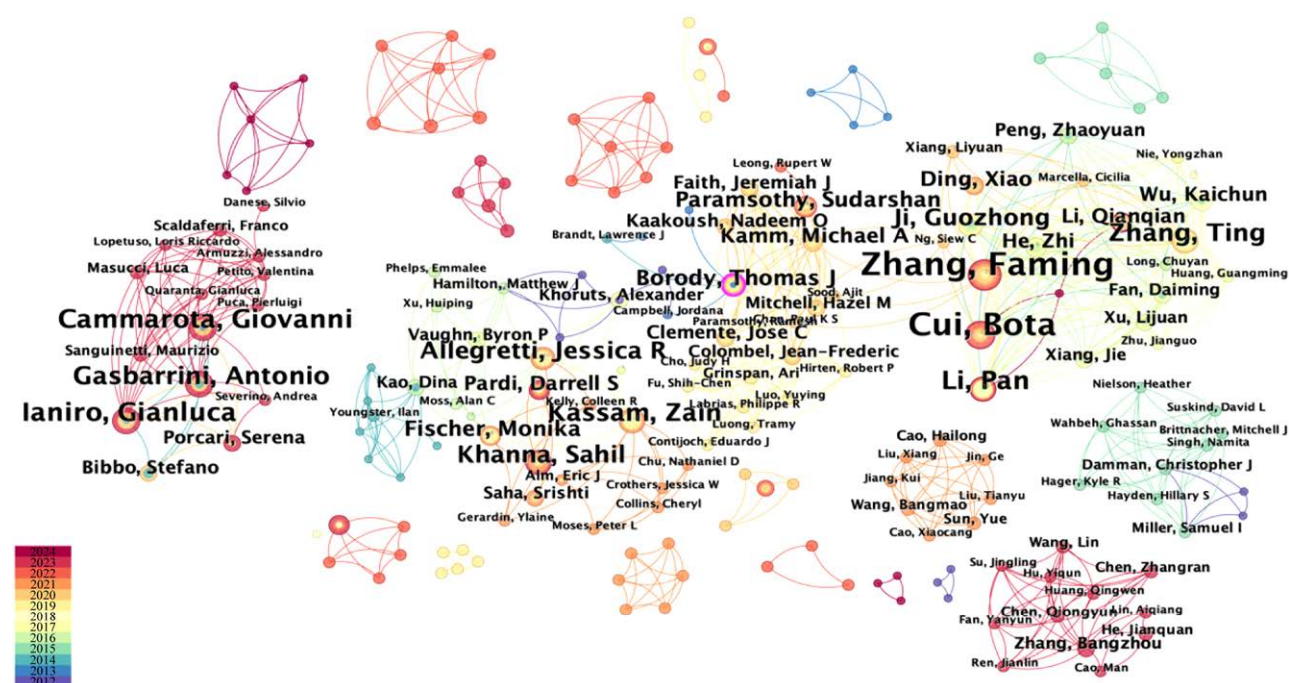 Danese, Silvio
Scaldaferri, Franco
Lopetuso, Loris Riccardo
Armuzzi, Alessandro
Masucci, Luca
Petito, Valentina
Quaranta, Gianluca
Puca, Pierluigi
Cammarota, Giovanni
Sanguinetti, Maurizio
Gasbarrini, Antonio
Severino, Andrea
Ianiro, Gianluca
Porcari, Serena
Bibbo, Stefano
Phelps, Emmalee
Hamilton, Matthew J
Xu, Huiping
Khoruts, Alexander
Campbell, Jordana
Vaughn, Byron P
Allegretti, Jessica R
Kao, Dina
Pardi, Darrell S
Moss, Alan C
Kelly, Colleen R
Youngster, Ilan
Kassam, Zain
Fischer, Monika
Khanna, Sahil
Alm, Eric J
Saha, Srishti
Gerardin, Ylaine
Moses, Peter L
Chu, Nathaniel D
Crothers, Jessica W
Collins, Cheryl
Leong, Rupert W
Faith, Jeremiah J
Paramsothy, Sudarshan
Kaakoush, Nadeem O
Brandt, Lawrence J
Kamm, Michael A
Ng, Siew C
Borody, Thomas J
Sood, Ajit
Mitchell, Hazel M
Paramsothy, Ramesh
Chan, Paul K S
Clemente, Jose C
Colombel, Jean-Frederic
Cho, Judy H
Grinspan, Ari
Hirten, Robert P
Fu, Shih-Chen
Luo, Yuying
Labrias, Philippe R
Luong, Tramy
Contijoch, Eduardo J
Peng, Zhaoyuan
Xiang, Liyuan
Nie, Yongzhan
Ding, Xiao
Marcella, Cicilia
Wu, Kaichun
Ji, Guozhong
Li, Qianqian
He, Zhi
Zhang, Ting
Zhang, Faming
Long, Chuyan
Huang, Guangming
Fan, Daiming
Cui, Bota
Xu, Lijuan
Zhu, Jianguo
Xiang, Jie
Li, Pan
Nielson, Heather
Suskind, David L
Wahbeh, Ghassan
Brittnacher, Mitchell J
Singh, Namita
Damman, Christopher J
Hager, Kyle R
Hayden, Hillary S
Miller, Samuel I
Cao, Hailong
Liu, Xiang
Jin, Ge
Jiang, Kui
Liu, Tianyu
Wang, Bangmao
Sun, Yue
Cao, Xiaocang
Wang, Lin
Su, Jingling
Hu, Yiqun
Chen, Zhangran
Huang, Qingwen
Chen, Qiongyun
Lin, Aiqiang
Fan, Yanyun
He, Jianquan
Zhang, Bangzhou
Ren, Jianlin
Cao, Man
2024
2023
2022
2021
2020
2019
2018
2017
2016
2015
2014
2013
2012